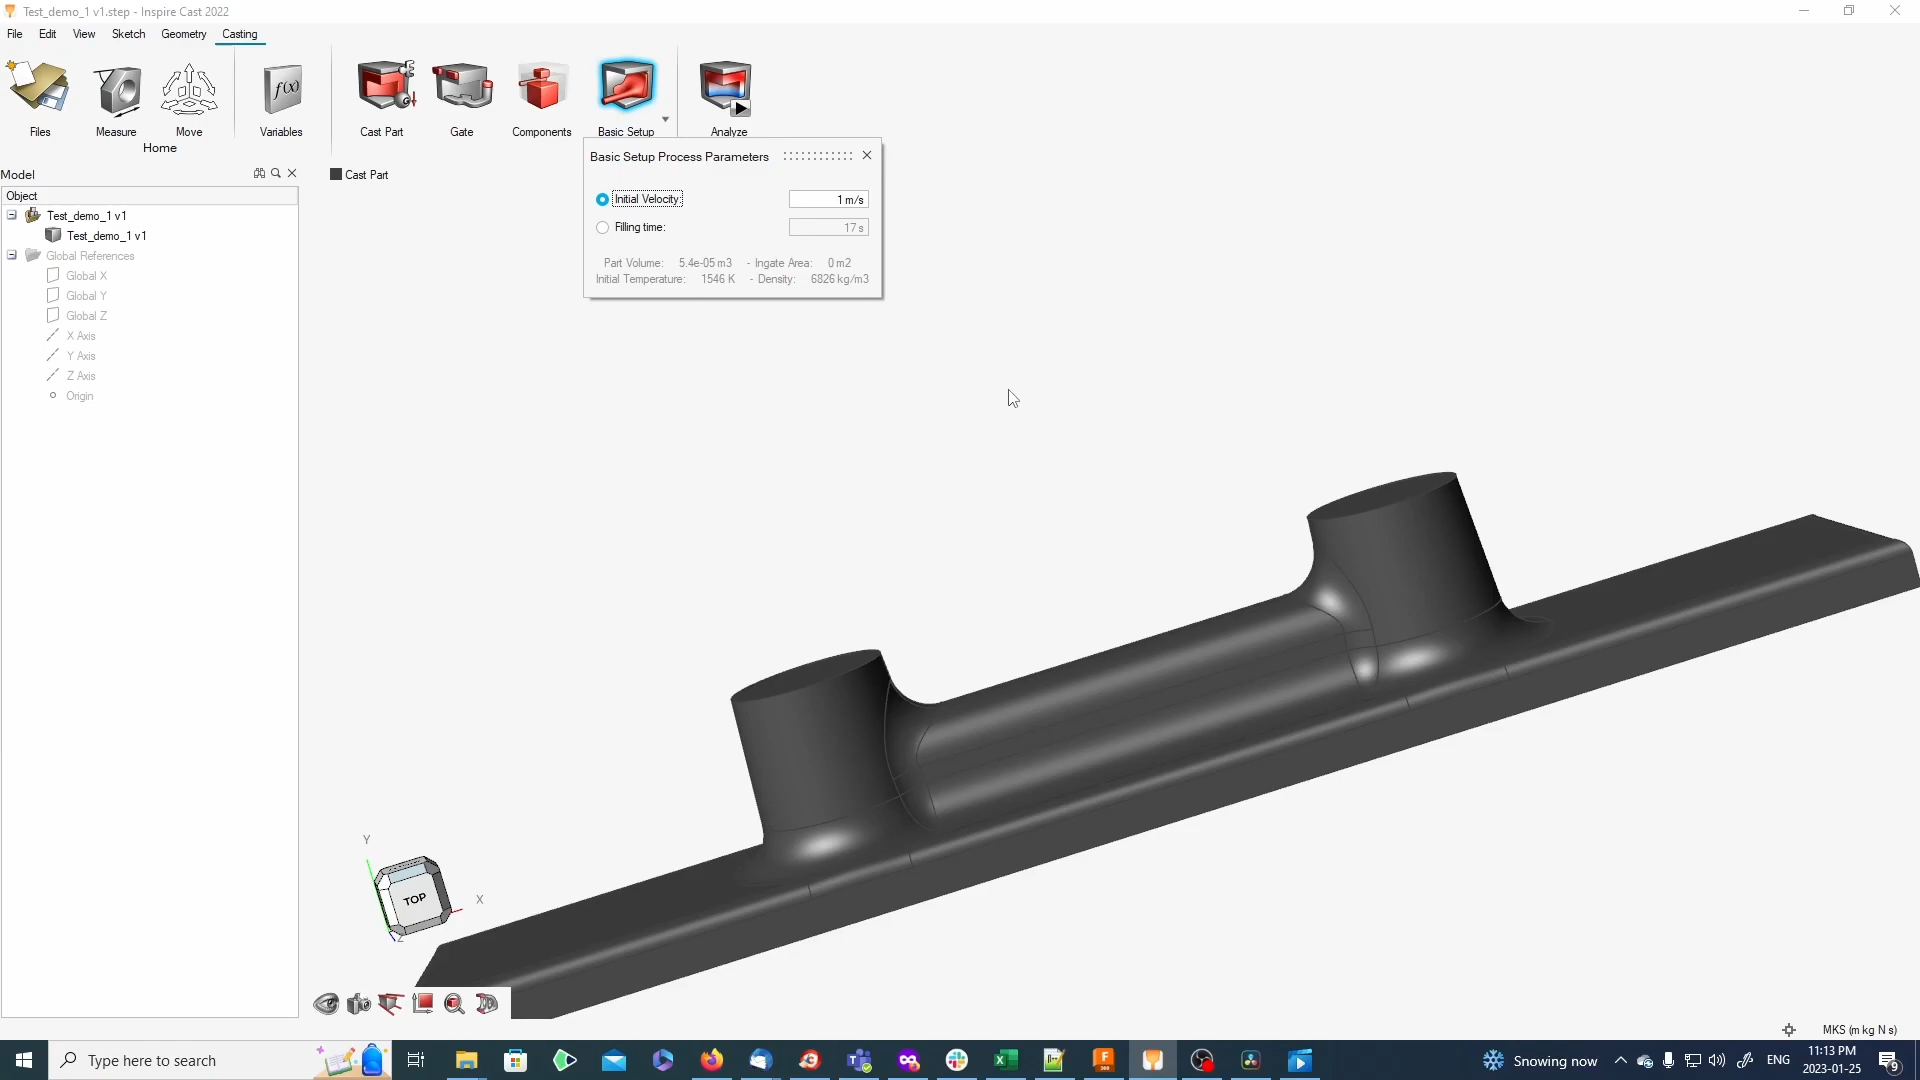 Test_demo_1 v1.step - Inspire Cast 2022
File Edit View Sketch Geometry Casting
f(x)
Files Measure Move Variables Cast Part Gate Components Basic Setup Analyze
Home
Model
Cast Part
Basic Setup Process Parameters
Object
Test_demo_1 v1
Test_demo_1 v1
Global References
Global X
Global Y
Global Z
X Axis
Y Axis
Z Axis
Origin
Initial Velocity: 1 m/s
Filling time: 17 s
Part Volume: 5.4e-05 m3 - Ingate Area: 0 m2
Initial Temperature: 1546 K - Density: 6826 kg/m3
Y
TOP
X
Z
MKS (m kg N s)
Type here to search
Snowing now
ENG
11:13 PM
2023-01-25
9